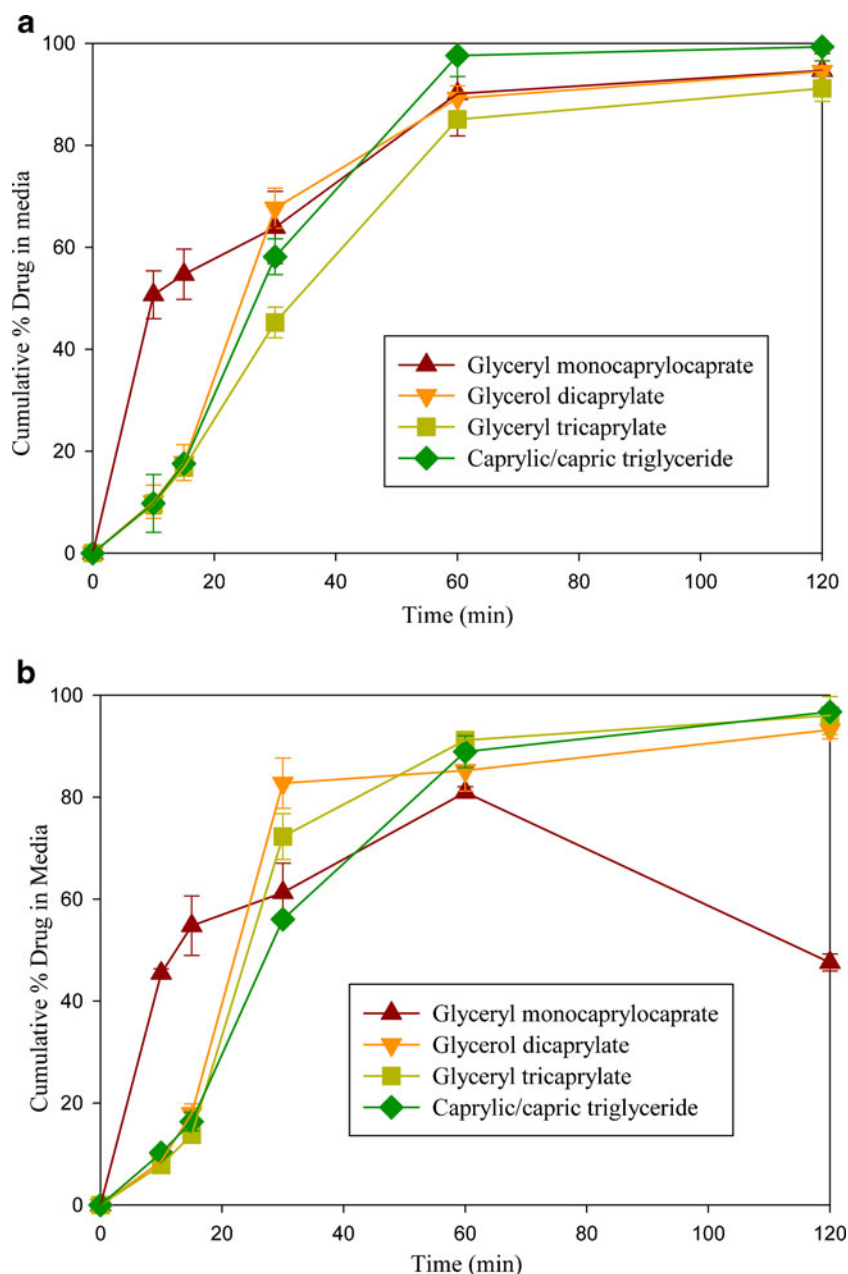 a
100
80
60
40
20
0
Cumulative % Drug in media
Glyceryl monocaprylocaprate
Glycerol dicaprylate
Glyceryl tricaprylate
Caprylic/capric triglyceride
0 20 40 60 80 100 120
Time (min)
b
100
80
60
40
20
0
Cumulative % Drug in Media
Glyceryl monocaprylocaprate
Glycerol dicaprylate
Glyceryl tricaprylate
Caprylic/capric triglyceride
0 20 40 60 80 100 120
Time (min)